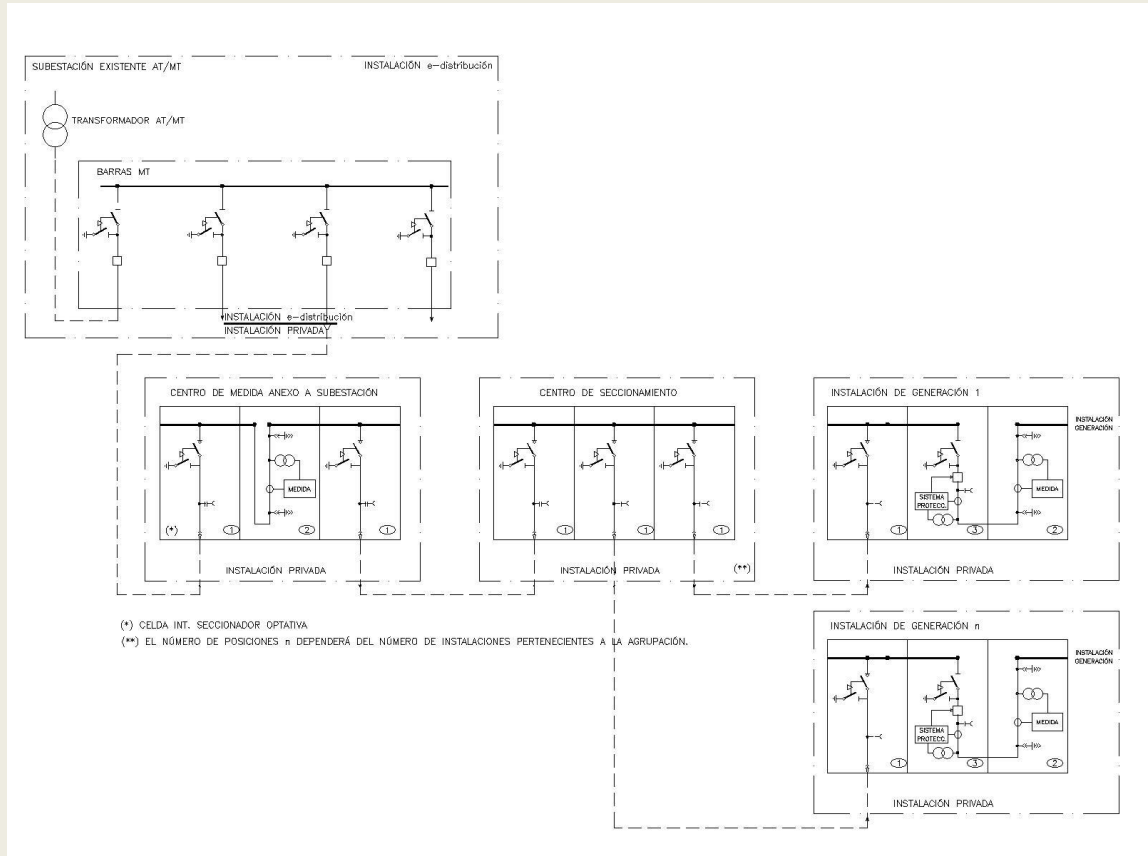 SUBESTACIÓN EXISTENTE AT/MT
INSTALACIÓN e-distribución
TRANSFORMADOR AT/MT
BARRAS MT
INSTALACIÓN e-distribución
INSTALACIÓN PRIVADA
CENTRO DE MEDIDA ANEXO A SUBESTACIÓN
MEDIDA
(*)
1
2
1
INSTALACIÓN PRIVADA
CENTRO DE SECCIONAMIENTO
1
1
1
INSTALACIÓN PRIVADA
(**)
INSTALACIÓN DE GENERACIÓN 1
INSTALACIÓN
GENERACIÓN
SISTEMA
PROTECC.
MEDIDA
1
3
2
INSTALACIÓN PRIVADA
(*) CELDA INT. SECCIONADOR OPTATIVA
(**) EL NÚMERO DE POSICIONES n DEPENDERÁ DEL NÚMERO DE INSTALACIONES PERTENECIENTES A LA AGRUPACIÓN.
INSTALACIÓN DE GENERACIÓN n
INSTALACIÓN
GENERACIÓN
SISTEMA
PROTECC.
MEDIDA
1
3
2
INSTALACIÓN PRIVADA